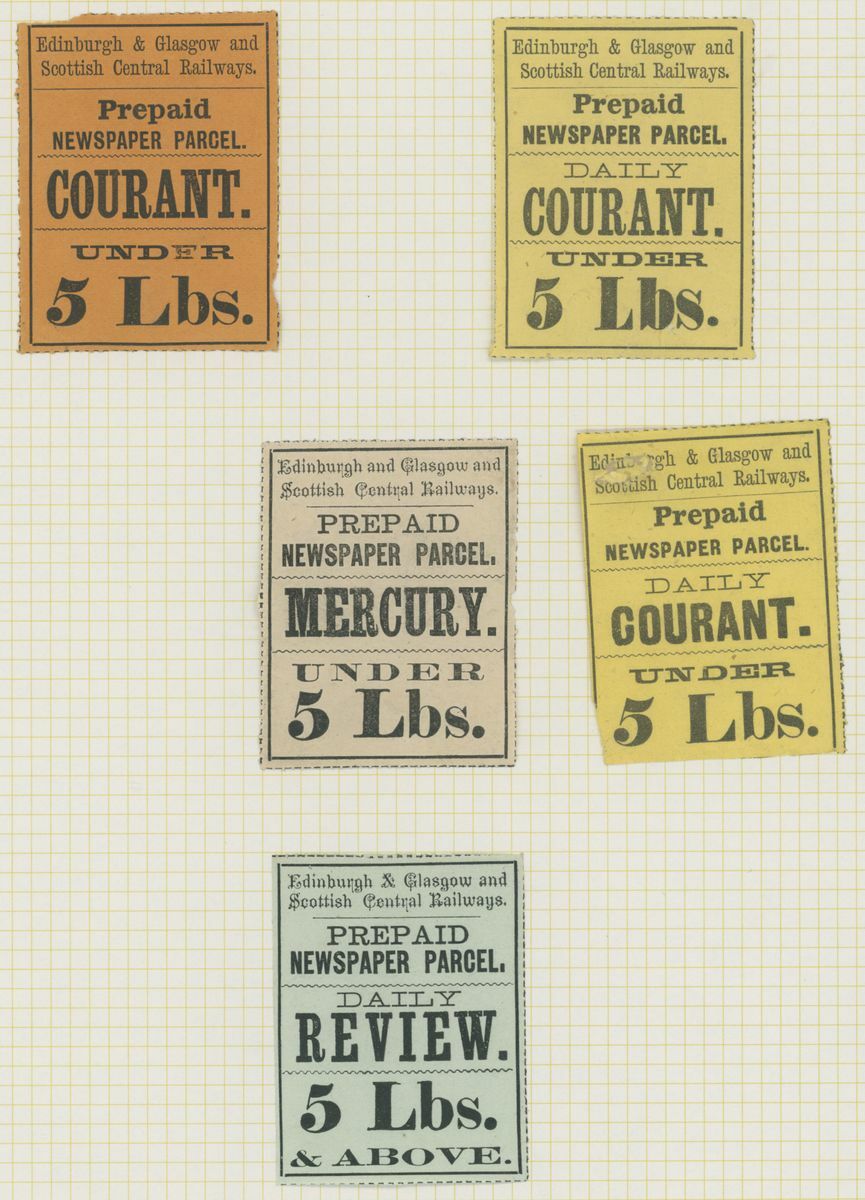 Edinburgh & Glasgow and
Scottish Central Railways.
Prepaid
NEWSPAPER PARCEL.
COURANT.
UNDER
5 Lbs.
Edinburgh & Glasgow and
Scottish Central Railways.
Prepaid
NEWSPAPER PARCEL.
DAILY
COURANT.
UNDER
5 Lbs.
Edinburgh and Glasgow and
Scottish Central Railways.
PREPAID
NEWSPAPER PARCEL.
MERCURY.
UNDER
5 Lbs.
Edinburgh & Glasgow and
Scottish Central Railways.
Prepaid
NEWSPAPER PARCEL.
DAILY
COURANT.
UNDER
5 Lbs.
Edinburgh & Glasgow and
Scottish Central Railways.
PREPAID
NEWSPAPER PARCEL.
DAILY
REVIEW.
5 Lbs.
& ABOVE.